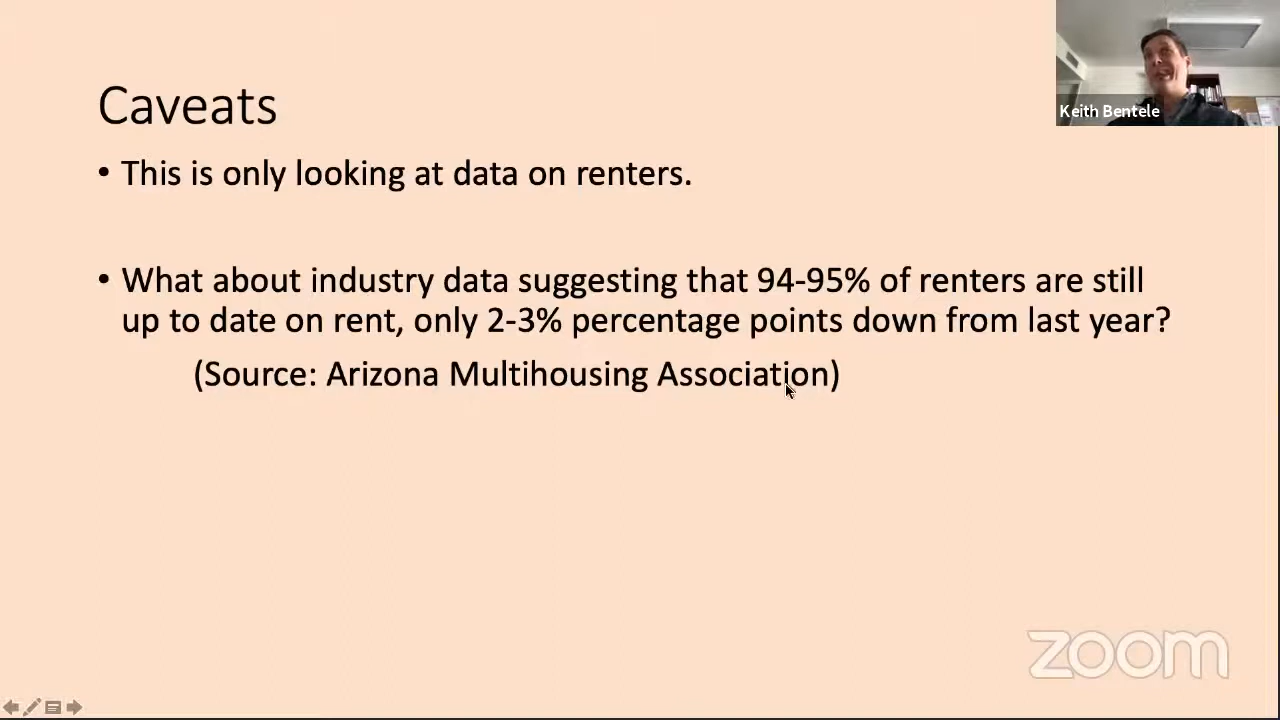 Keith Bentele
Caveats
• This is only looking at data on renters.
• What about industry data suggesting that 94-95% of renters are still
up to date on rent, only 2-3% percentage points down from last year?
(Source: Arizona Multihousing Association)
zoom